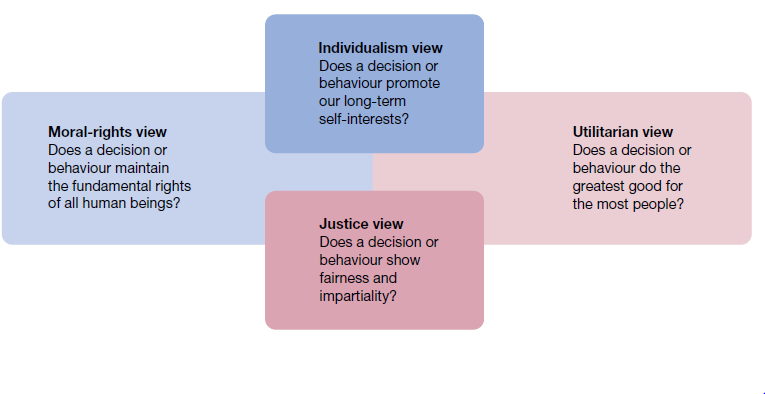 Individualism view
Does a decision or
behaviour promote
our long-term
self-interests?
Moral-rights view
Does a decision or
behaviour maintain
the fundamental rights
of all human beings?
Utilitarian view
Does a decision or
behaviour do the
greatest good for
the most people?
Justice view
Does a decision or
behaviour show
fairness and
impartiality?